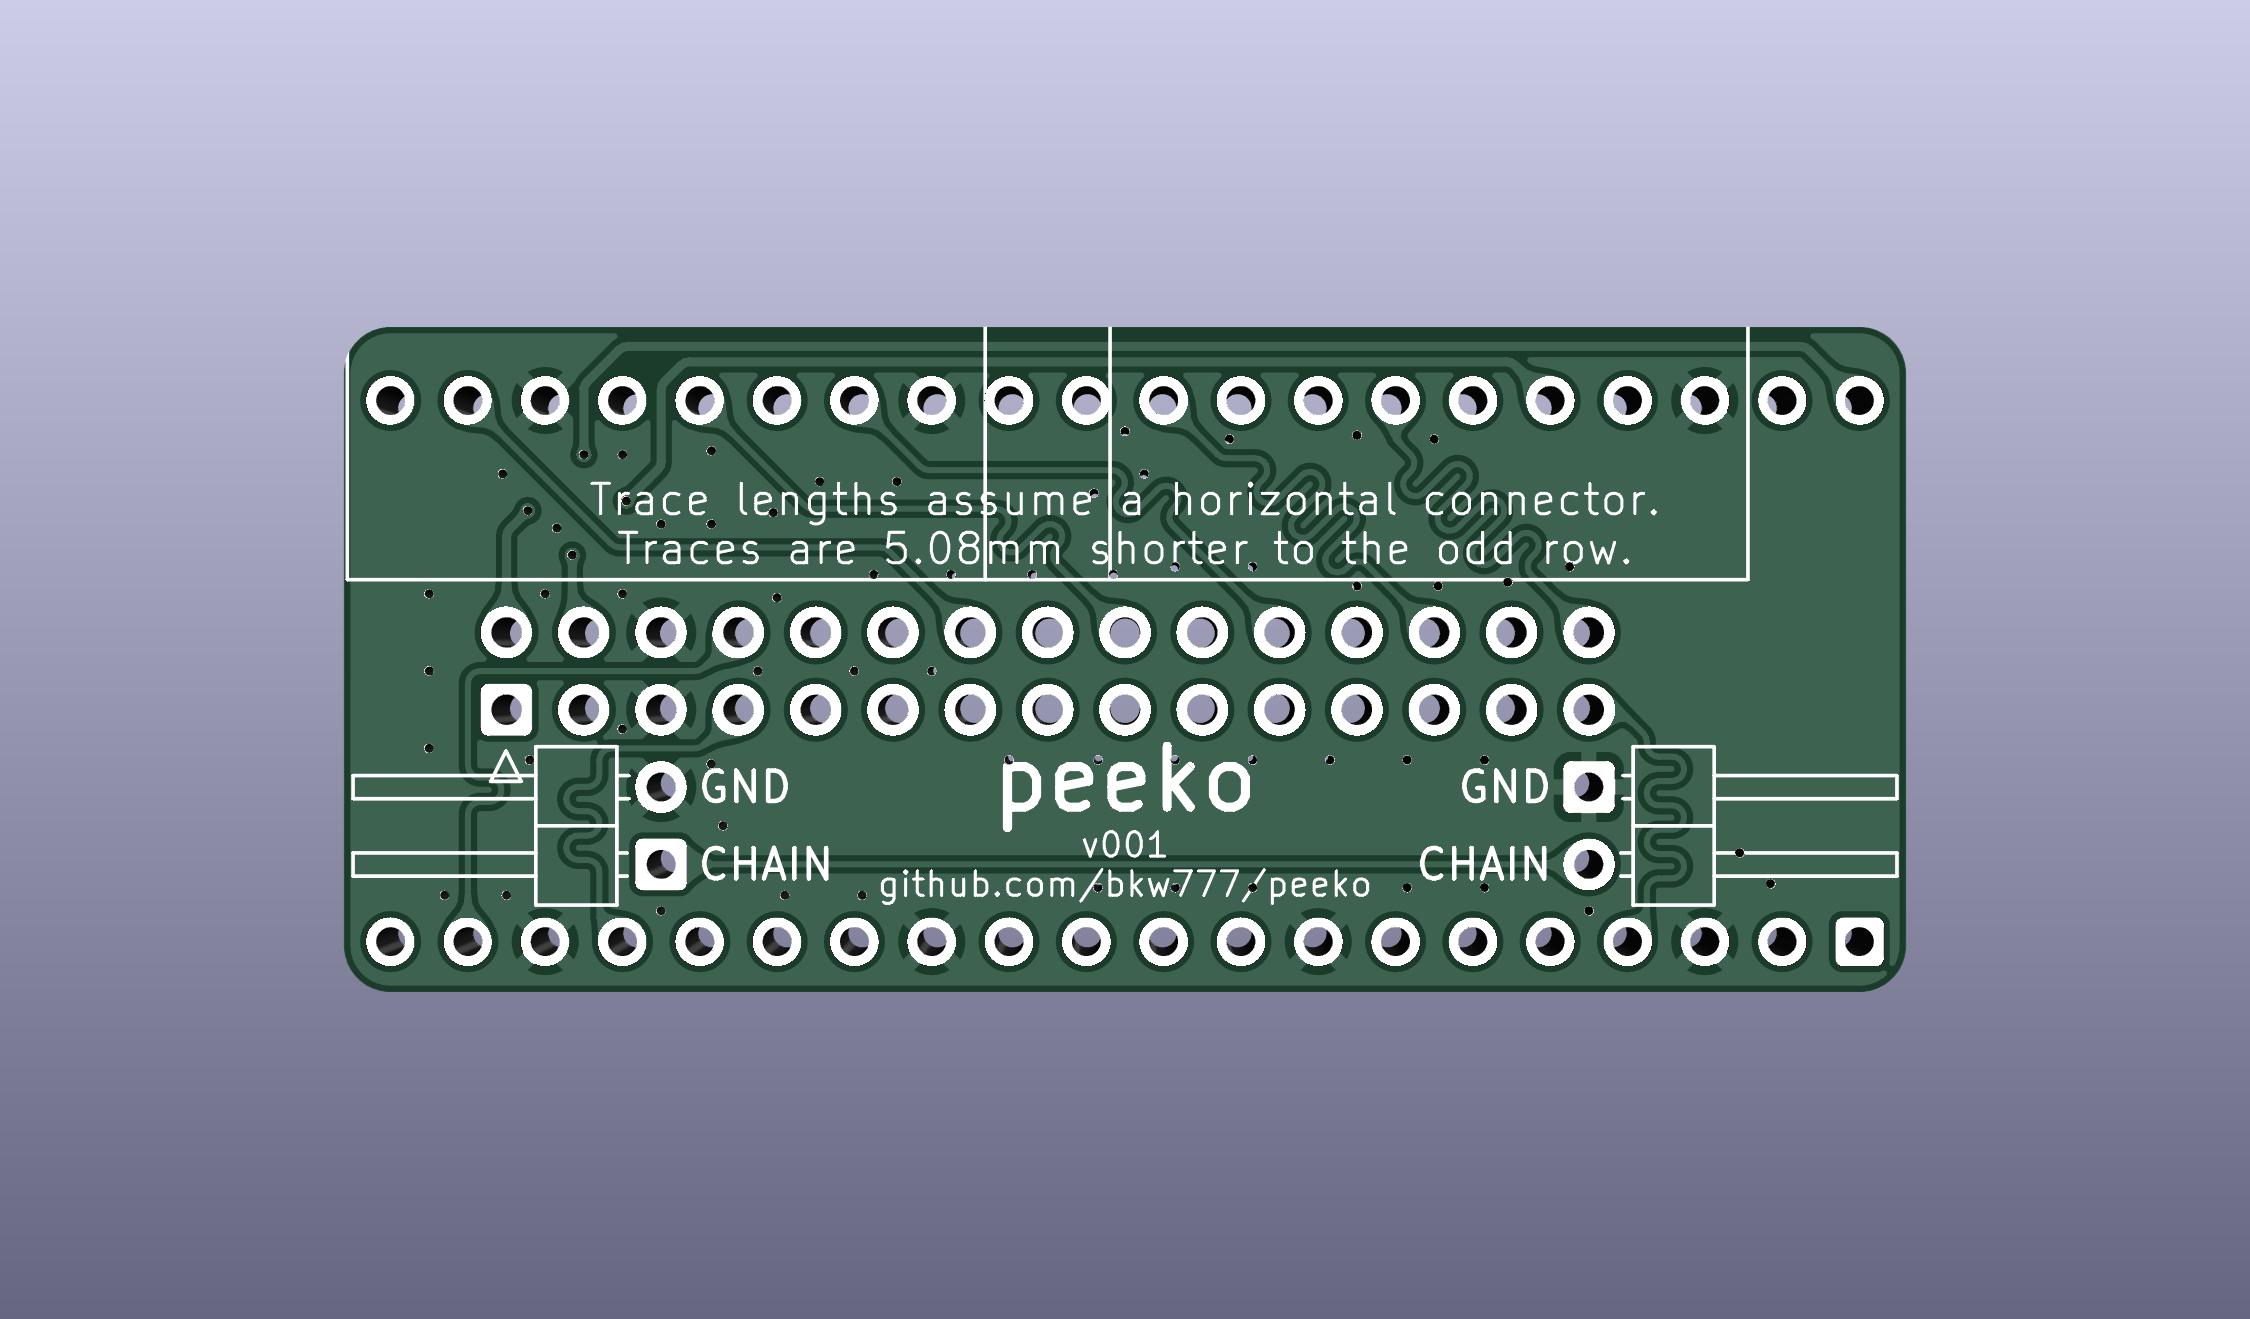 Trace lengths assume a horizontal connector.
Traces are 5.08mm shorter to the odd row.
GND
peeko
GND
CHAIN
v001
CHAIN
github.com/bkw777/peeko